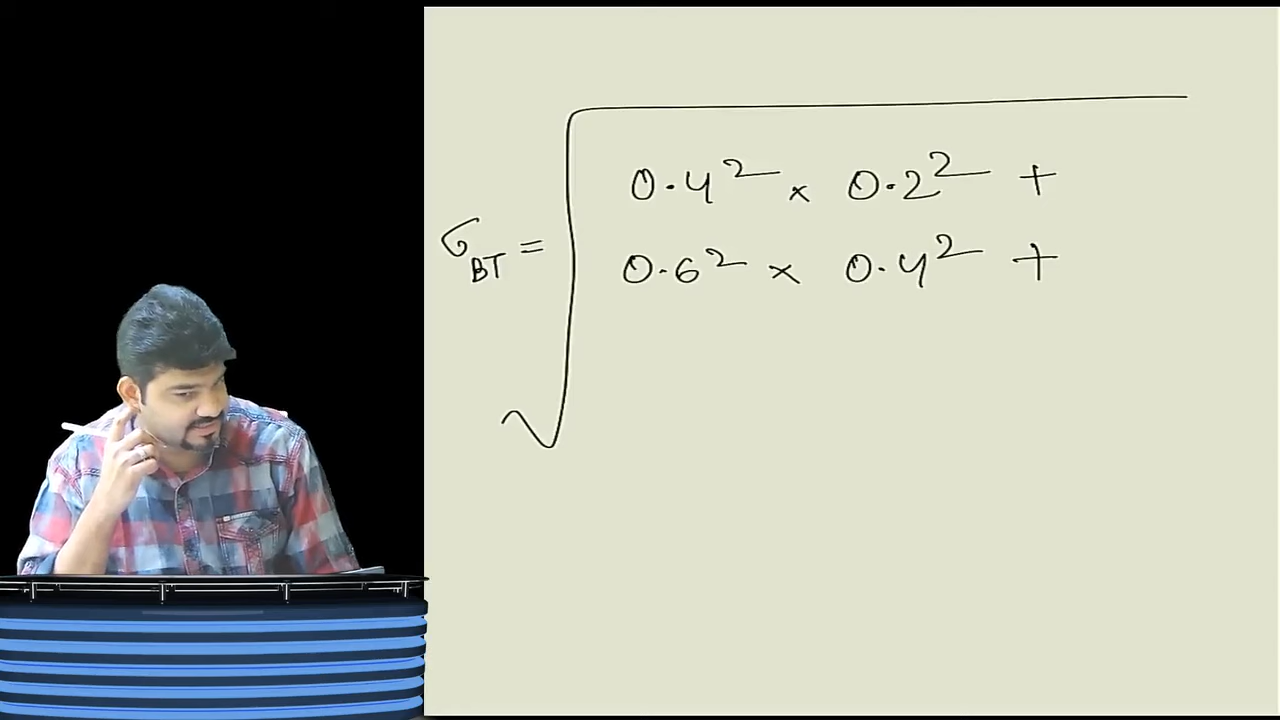 σBT = √
0.4² × 0.2² +
0.6² × 0.4² +